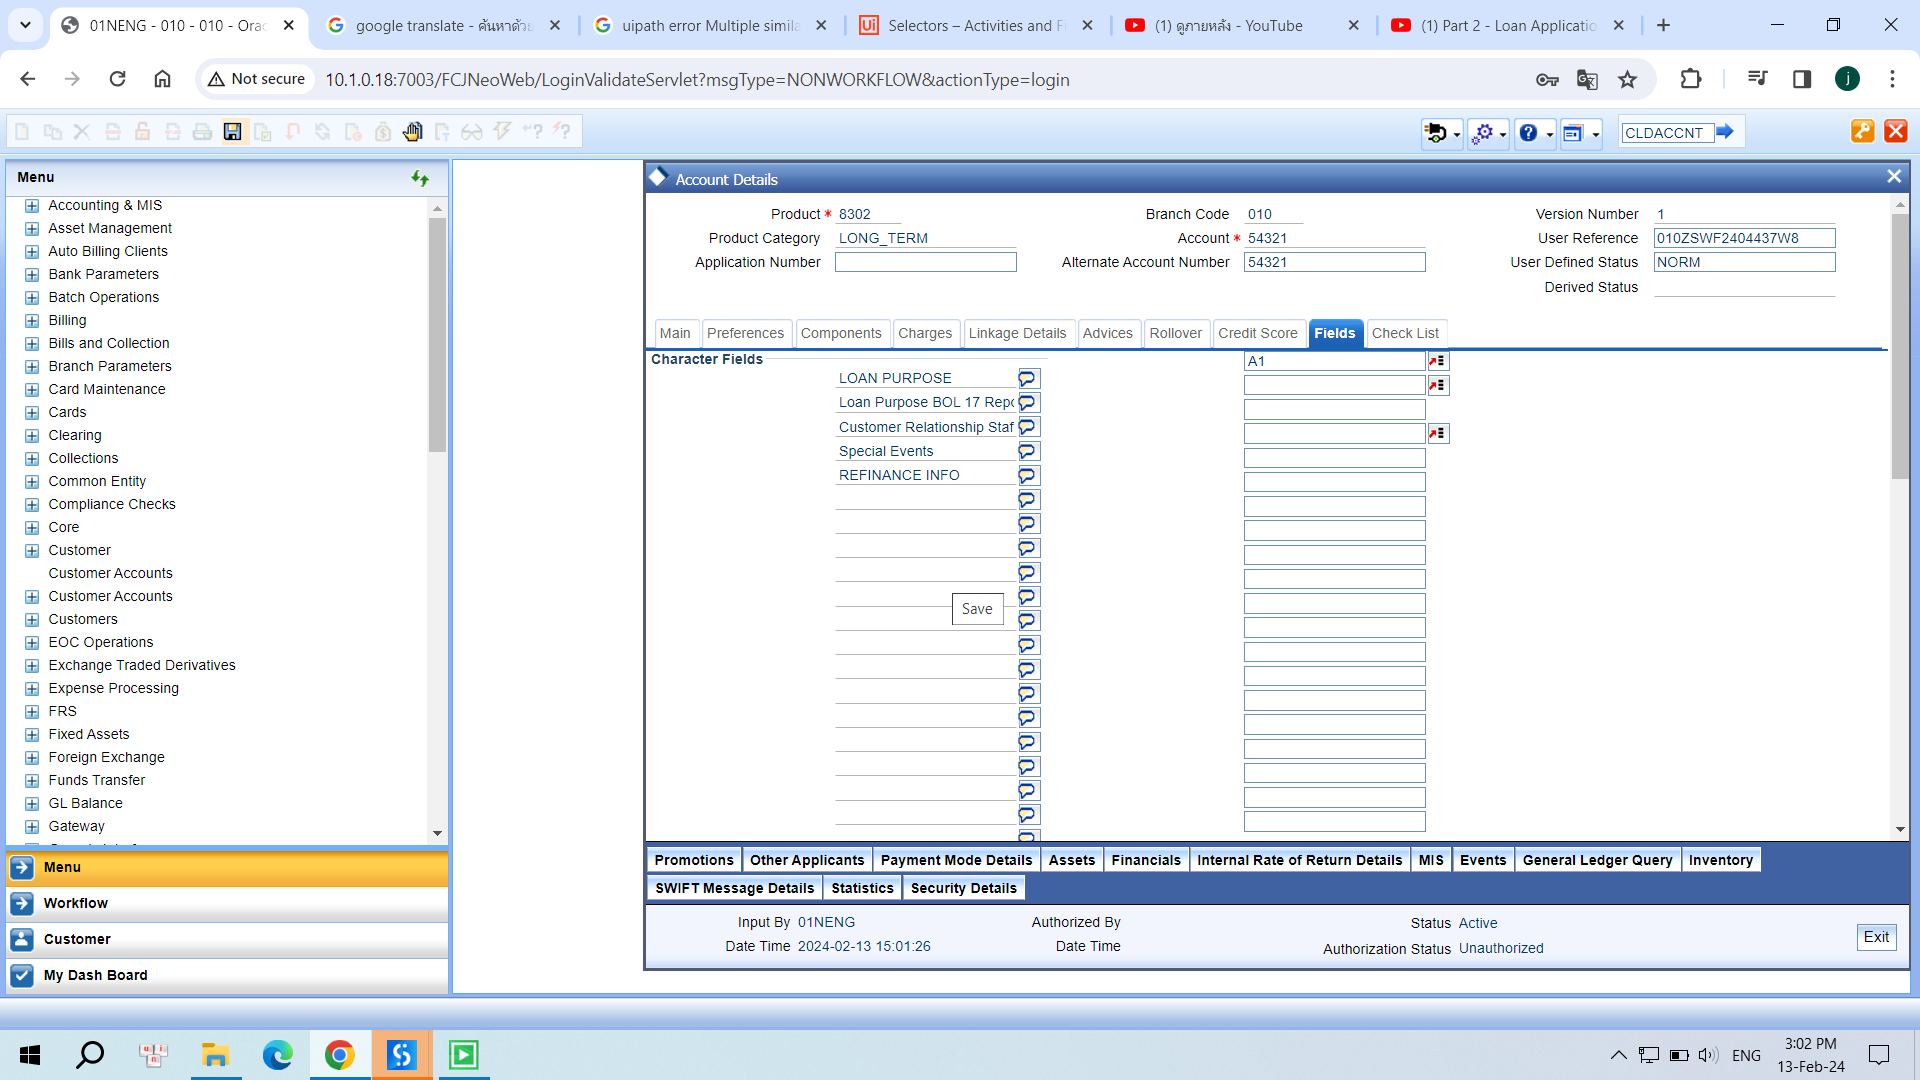 01NENG - 010 - 010 - Orac
google translate - ค้นหาด้วย
uipath error Multiple simila
Ui
Selectors – Activities and F
(1) ดูภายหลัง - YouTube
(1) Part 2 - Loan Applicatio
Not secure
10.1.0.18:7003/FCJNeoWeb/LoginValidateServlet?msgType=NONWORKFLOW&actionType=login
j
CLDACCNT
Menu
Accounting & MIS
Asset Management
Auto Billing Clients
Bank Parameters
Batch Operations
Billing
Bills and Collection
Branch Parameters
Card Maintenance
Cards
Clearing
Collections
Common Entity
Compliance Checks
Core
Customer
Customer Accounts
Customer Accounts
Customers
EOC Operations
Exchange Traded Derivatives
Expense Processing
FRS
Fixed Assets
Foreign Exchange
Funds Transfer
GL Balance
Gateway
Menu
Workflow
Customer
My Dash Board
Account Details
Product * 8302
Branch Code 010
Version Number 1
Product Category LONG_TERM
Account * 54321
User Reference 010ZSWF2404437W8
Application Number
Alternate Account Number 54321
User Defined Status NORM
Derived Status
Main Preferences Components Charges Linkage Details Advices Rollover Credit Score Fields Check List
Character Fields
A1
LOAN PURPOSE
Loan Purpose BOL 17 Repo
Customer Relationship Staf
Special Events
REFINANCE INFO
Save
Promotions Other Applicants Payment Mode Details Assets Financials Internal Rate of Return Details MIS Events General Ledger Query Inventory
SWIFT Message Details Statistics Security Details
Input By 01NENG
Authorized By
Status Active
Date Time 2024-02-13 15:01:26
Date Time
Authorization Status Unauthorized
Exit
ENG
3:02 PM
13-Feb-24